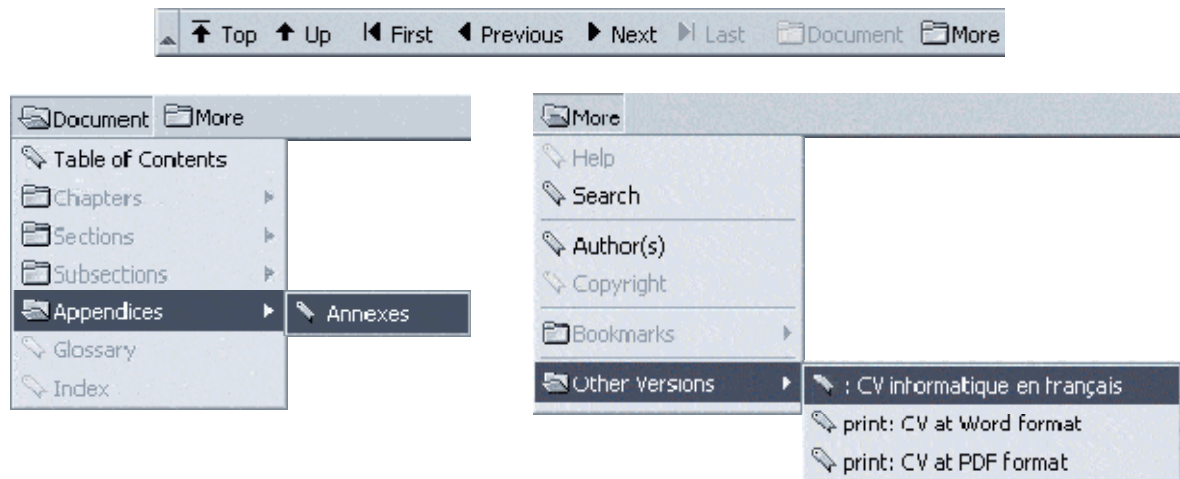 Top Up First Previous Next Last Document More
Document More
Table of Contents
Chapters
Sections
Subsections
Appendices
Annexes
Glossary
Index
More
Help
Search
Author(s)
Copyright
Bookmarks
Other Versions
: CV informatique en français
print: CV at Word format
print: CV at PDF format